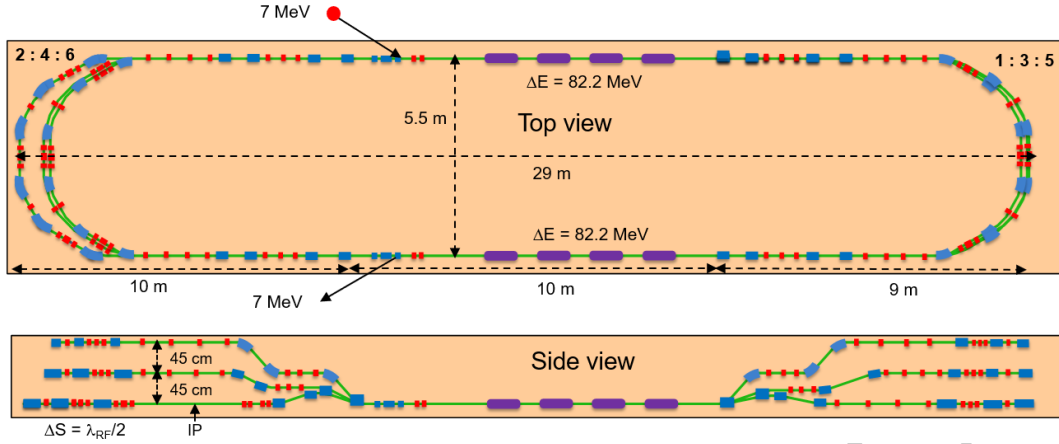 7 MeV
2 : 4 : 6
1 : 3 : 5
ΔE = 82.2 MeV
5.5 m
Top view
29 m
ΔE = 82.2 MeV
10 m
7 MeV
10 m
9 m
45 cm
Side view
45 cm
ΔS = λRF/2
IP